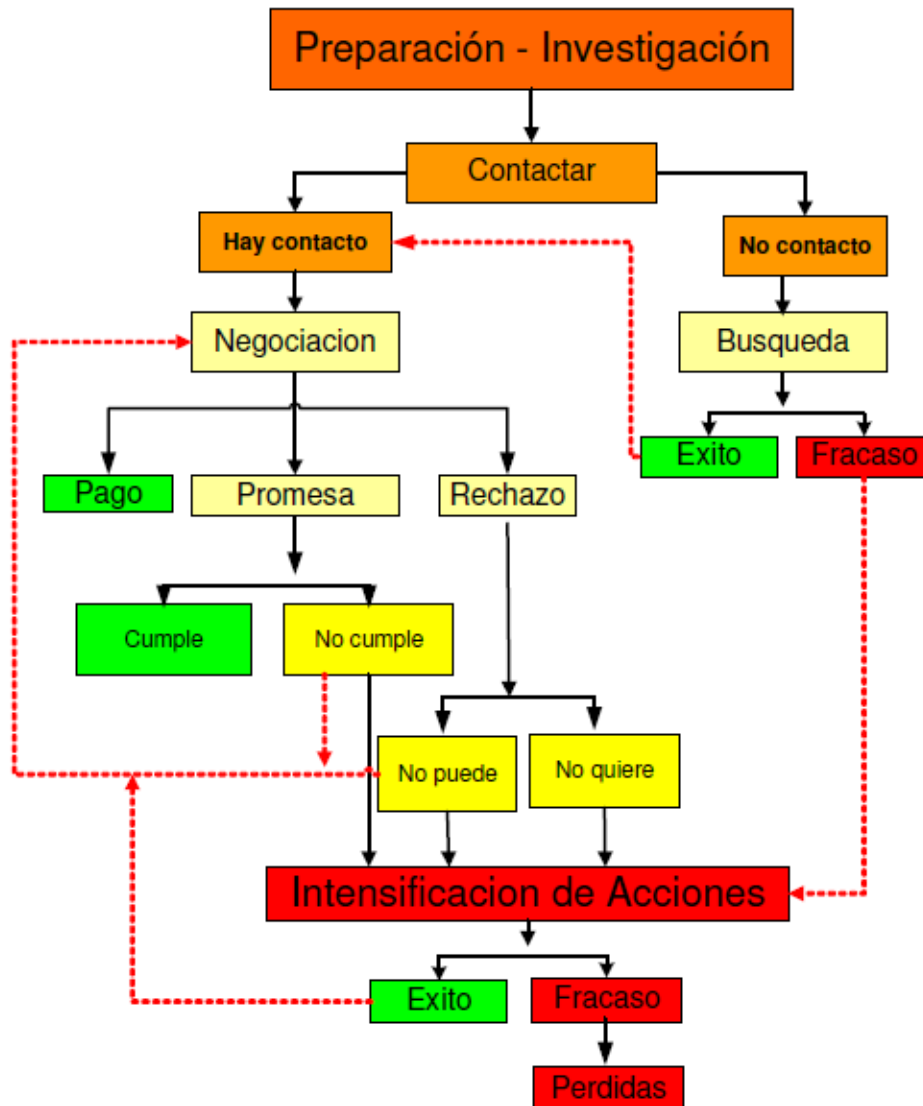 Preparación - Investigación
Contactar
Hay contacto
No contacto
Negociacion
Busqueda
Exito
Fracaso
Pago
Promesa
Rechazo
Cumple
No cumple
No puede
No quiere
Intensificacion de Acciones
Exito
Fracaso
Perdidas